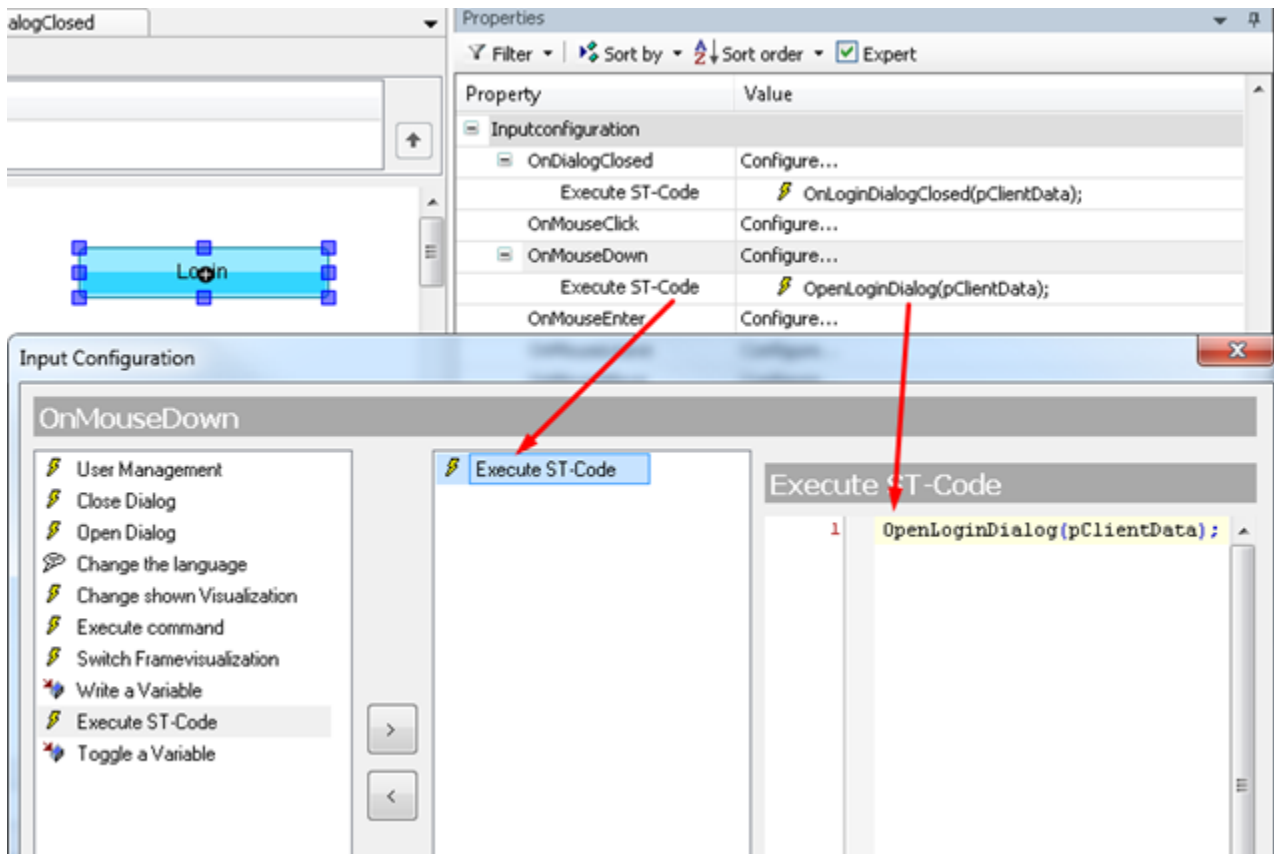 alogClosed
Properties
Filter Sort by Sort order Expert
Property Value
Inputconfiguration
OnDialogClosed Configure...
Execute ST-Code OnLoginDialogClosed(pClientData);
OnMouseClick Configure...
OnMouseDown Configure...
Execute ST-Code OpenLoginDialog(pClientData);
OnMouseEnter Configure...
Login
Input Configuration
OnMouseDown
User Management
Close Dialog
Open Dialog
Change the language
Change shown Visualization
Execute command
Switch Framevisualization
Write a Variable
Execute ST-Code
Toggle a Variable
>
<
Execute ST-Code
Execute ST-Code
1 OpenLoginDialog(pClientData);